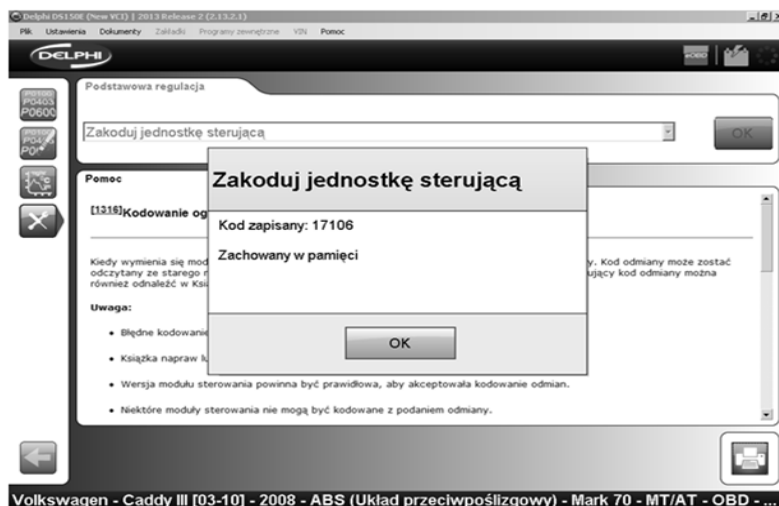 Delphi DS150E (New VCI) | 2013 Release 2 (2.13.2.1)
Plik Ustawienia Dokumenty Zakładki Programy zewnętrzne VIN Pomoc
DELPHI
eOBD
Podstawowa regulacja
Zakoduj jednostkę sterującą
OK
P0403
P0600
Pomoc
[1316]Kodowanie og
Zakoduj jednostkę sterującą
Kod zapisany: 17106
Zachowany w pamięci
OK
Kiedy wymienia się mod
y. Kod odmiany może zostać
odczytany ze starego
ujący kod odmiany można
również odnaleźć w Ksi
Uwaga:
• Błędne kodowanie
• Książka napraw
• Wersja modułu sterowania powinna być prawidłowa, aby akceptowała kodowanie odmian.
• Niektóre moduły sterowania nie mogą być kodowane z podaniem odmiany.
Volkswagen - Caddy III [03-10] - 2008 - ABS (Układ przeciwpoślizgowy) - Mark 70 - MT/AT - OBD - ...